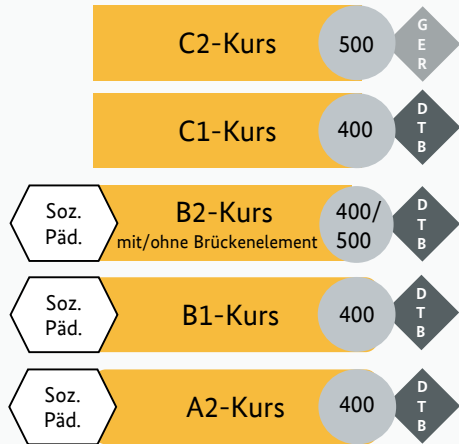 C2-Kurs
500
G
E
R
C1-Kurs
400
D
T
B
Soz.
Päd.
B2-Kurs
mit/ohne Brückenelement
400/
500
D
T
B
Soz.
Päd.
B1-Kurs
400
D
T
B
Soz.
Päd.
A2-Kurs
400
D
T
B